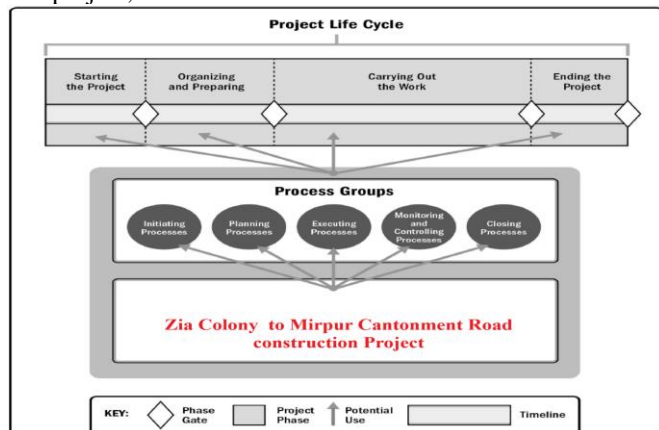 Project Life Cycle
Starting
the Project
Organizing
and Preparing
Carrying Out
the Work
Ending the
Project
Process Groups
Initiating
Processes
Planning
Processes
Executing
Processes
Monitoring
and
Controlling
Processes
Closing
Processes
Zia Colony to Mirpur Cantonment Road
construction Project
KEY:
Phase
Gate
Project
Phase
Potential
Use
Timeline